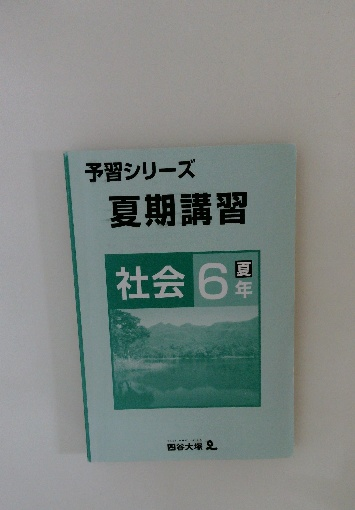 予習シリーズ
夏期講習
社会 6年 夏
四谷大塚